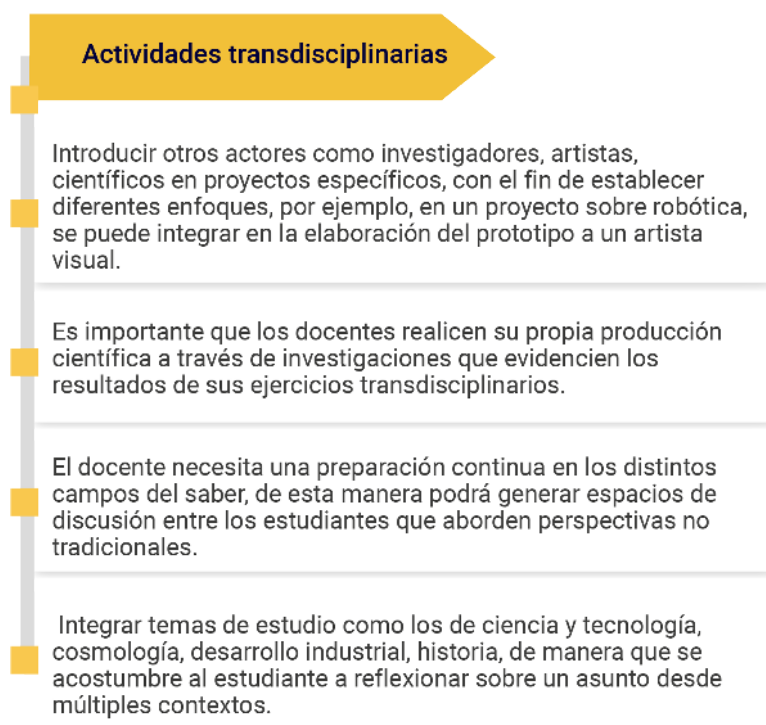 Actividades transdisciplinarias
Introducir otros actores como investigadores, artistas,
científicos en proyectos específicos, con el fin de establecer
diferentes enfoques, por ejemplo, en un proyecto sobre robótica,
se puede integrar en la elaboración del prototipo a un artista
visual.
Es importante que los docentes realicen su propia producción
científica a través de investigaciones que evidencien los
resultados de sus ejercicios transdisciplinarios.
El docente necesita una preparación continua en los distintos
campos del saber, de esta manera podrá generar espacios de
discusión entre los estudiantes que aborden perspectivas no
tradicionales.
Integrar temas de estudio como los de ciencia y tecnología,
cosmología, desarrollo industrial, historia, de manera que se
acostumbre al estudiante a reflexionar sobre un asunto desde
múltiples contextos.